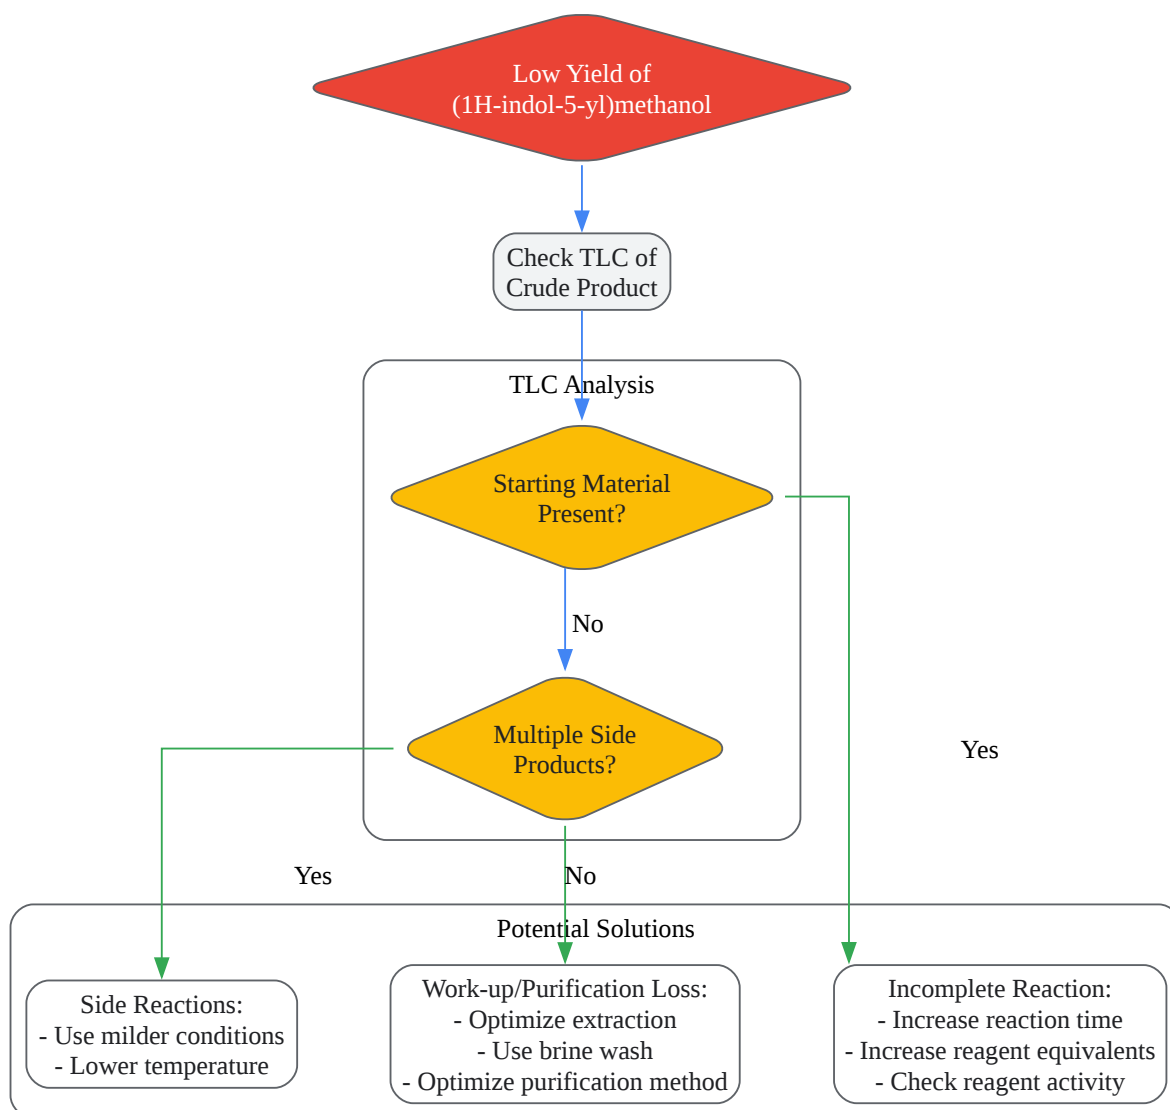 Low Yield of
(1H-indol-5-yl)methanol
Check TLC of
Crude Product
TLC Analysis
Starting Material
Present?
No
Multiple Side
Products?
Yes
Yes
No
Potential Solutions
Side Reactions:
- Use milder conditions
- Lower temperature
Work-up/Purification Loss:
- Optimize extraction
- Use brine wash
- Optimize purification method
Incomplete Reaction:
- Increase reaction time
- Increase reagent equivalents
- Check reagent activity